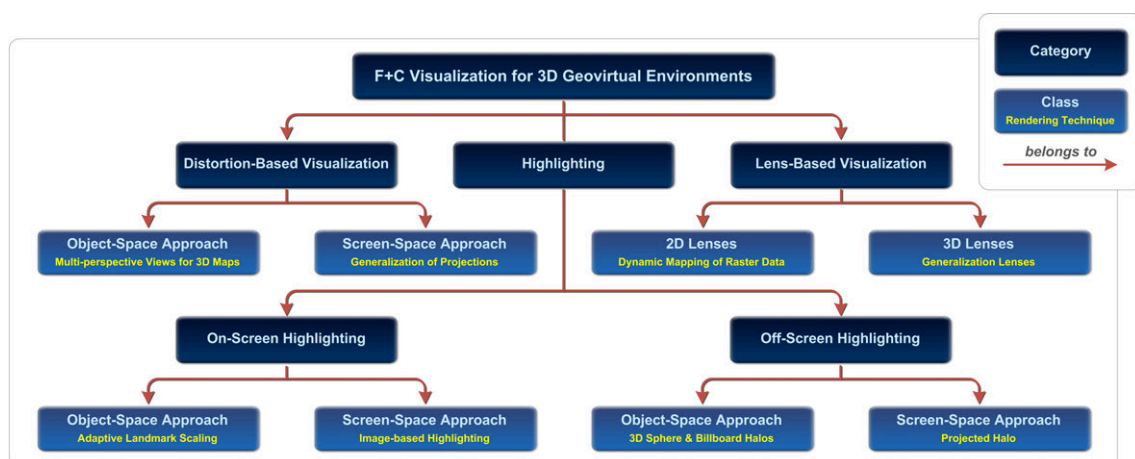 Category
Class
Rendering Technique
belongs to
F+C Visualization for 3D Geovirtual Environments
Distortion-Based Visualization
Highlighting
Lens-Based Visualization
Object-Space Approach
Multi-perspective Views for 3D Maps
Screen-Space Approach
Generalization of Projections
2D Lenses
Dynamic Mapping of Raster Data
3D Lenses
Generalization Lenses
On-Screen Highlighting
Off-Screen Highlighting
Object-Space Approach
Adaptive Landmark Scaling
Screen-Space Approach
Image-based Highlighting
Object-Space Approach
3D Sphere & Billboard Halos
Screen-Space Approach
Projected Halo